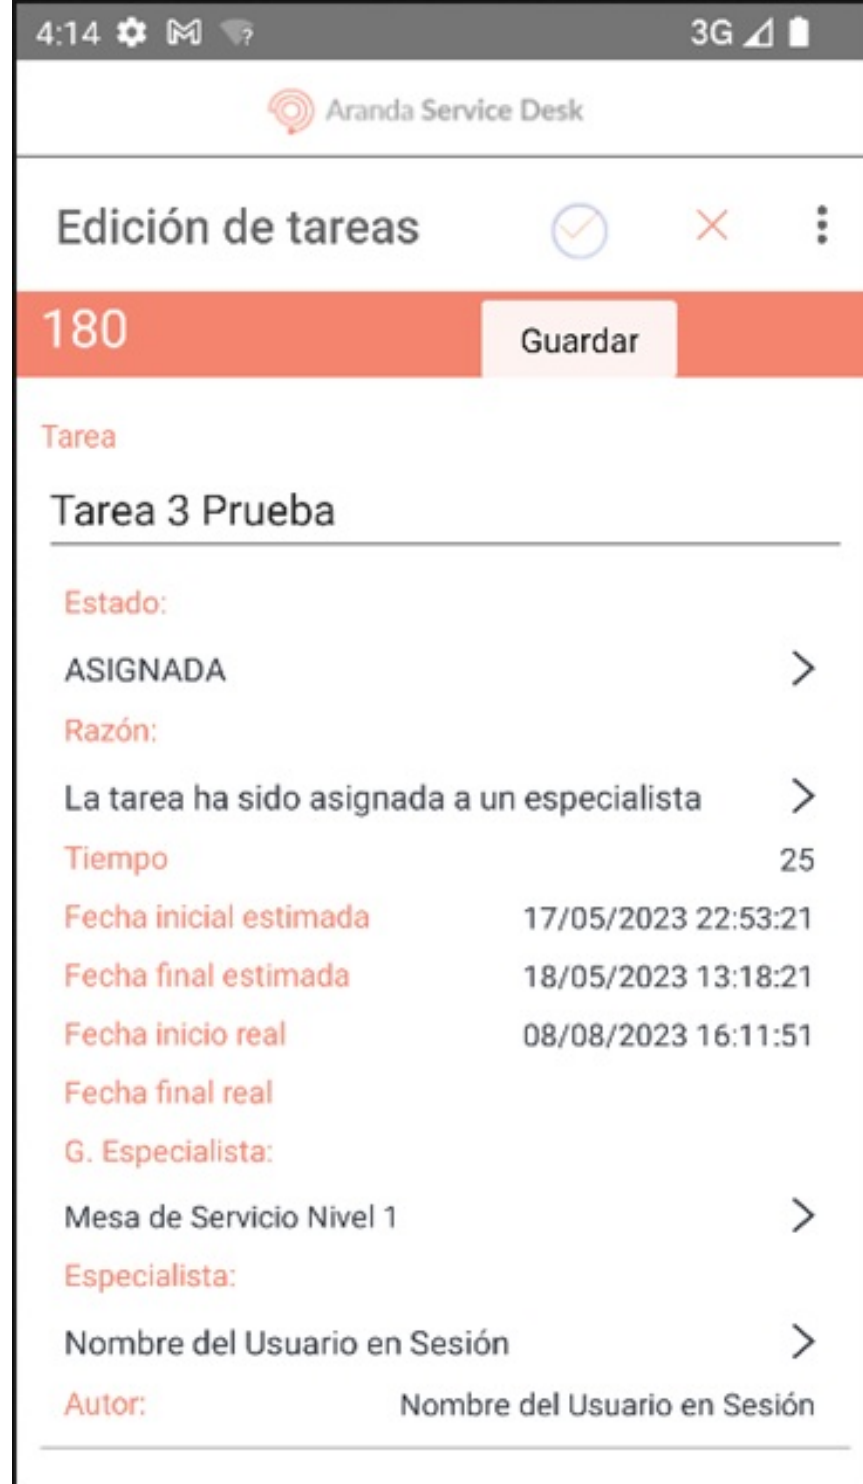 4:14 3G
Aranda Service Desk
Edición de tareas
180 Guardar
Tarea
Tarea 3 Prueba
Estado:
ASIGNADA
Razón:
La tarea ha sido asignada a un especialista
Tiempo 25
Fecha inicial estimada 17/05/2023 22:53:21
Fecha final estimada 18/05/2023 13:18:21
Fecha inicio real 08/08/2023 16:11:51
Fecha final real
G. Especialista:
Mesa de Servicio Nivel 1
Especialista:
Nombre del Usuario en Sesión
Autor: Nombre del Usuario en Sesión